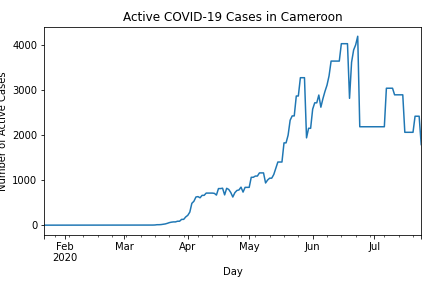 Active COVID-19 Cases in Cameroon
Number of Active Cases
4000
3000
2000
1000
0
Feb
2020
Mar
Apr
May
Jun
Jul
Day